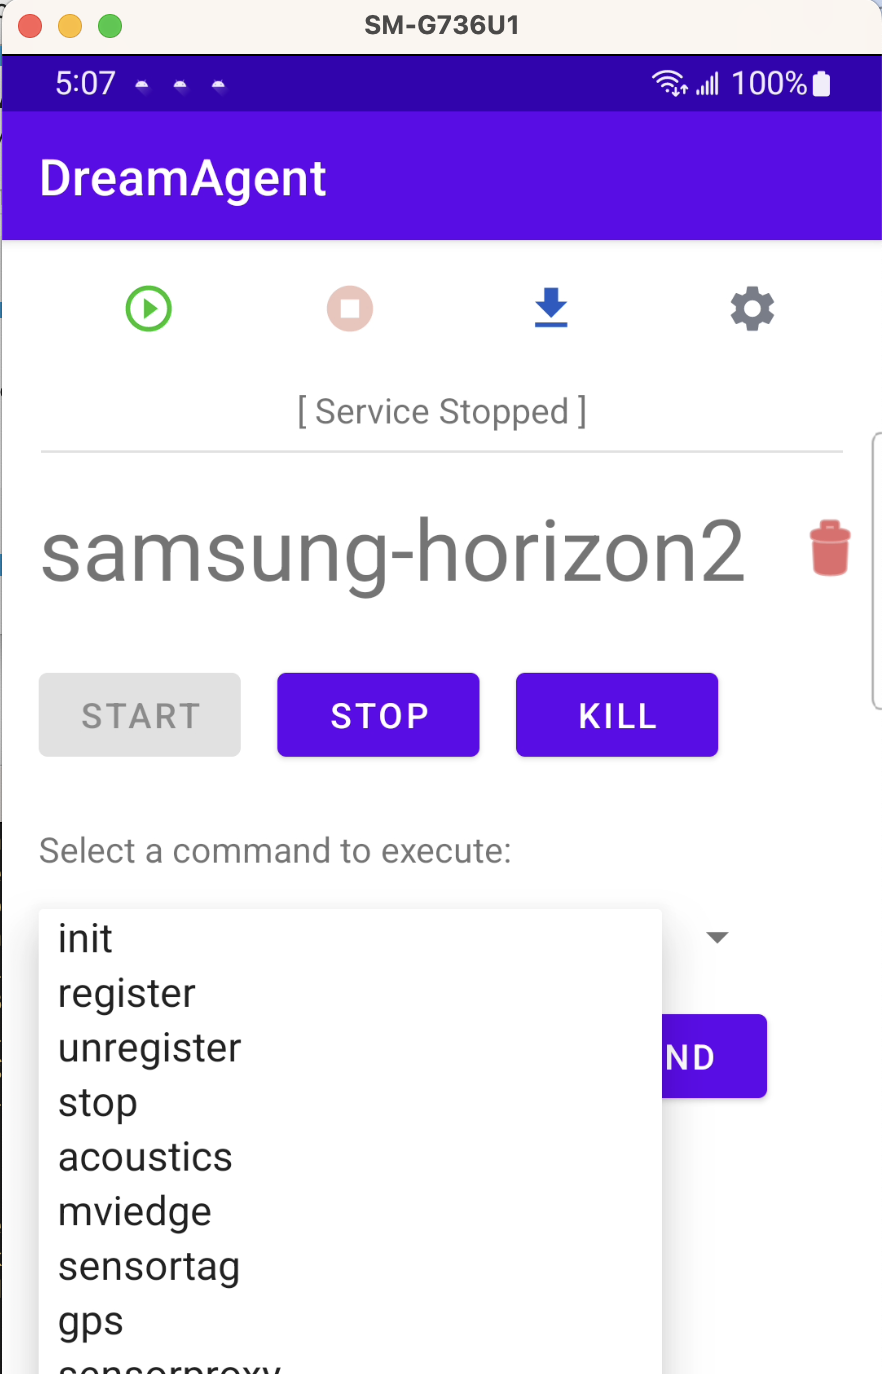 SM-G736U1
5:07 100%
DreamAgent
[ Service Stopped ]
samsung-horizon2
START STOP KILL
Select a command to execute:
init
register
unregister
ND
stop
acoustics
mviedge
sensortag
gps
sensorproxy